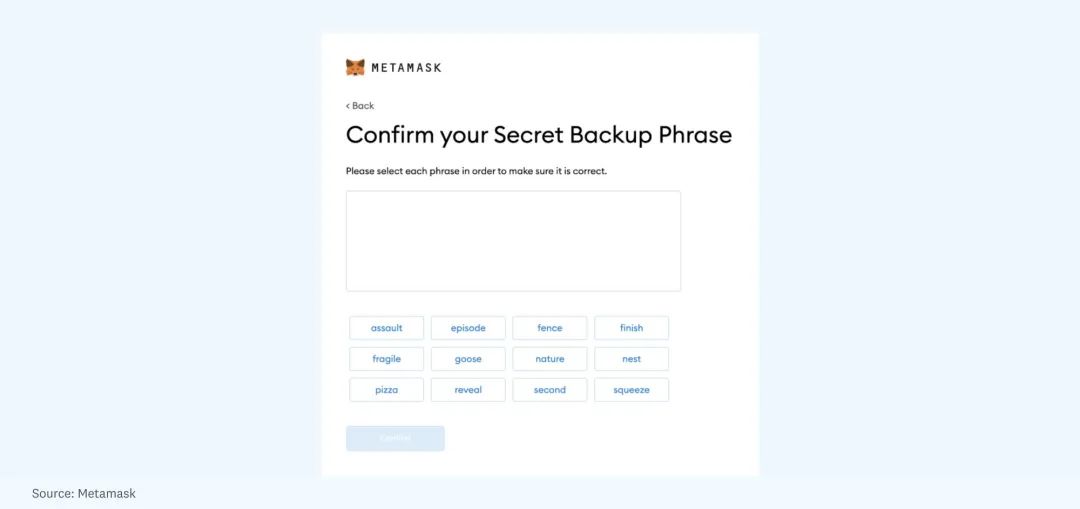 METAMASK
< Back
Confirm your Secret Backup Phrase
Please select each phrase in order to make sure it is correct.
assault episode fence finish
fragile goose nature nest
pizza reveal second squeeze
Confirm
Source: Metamask